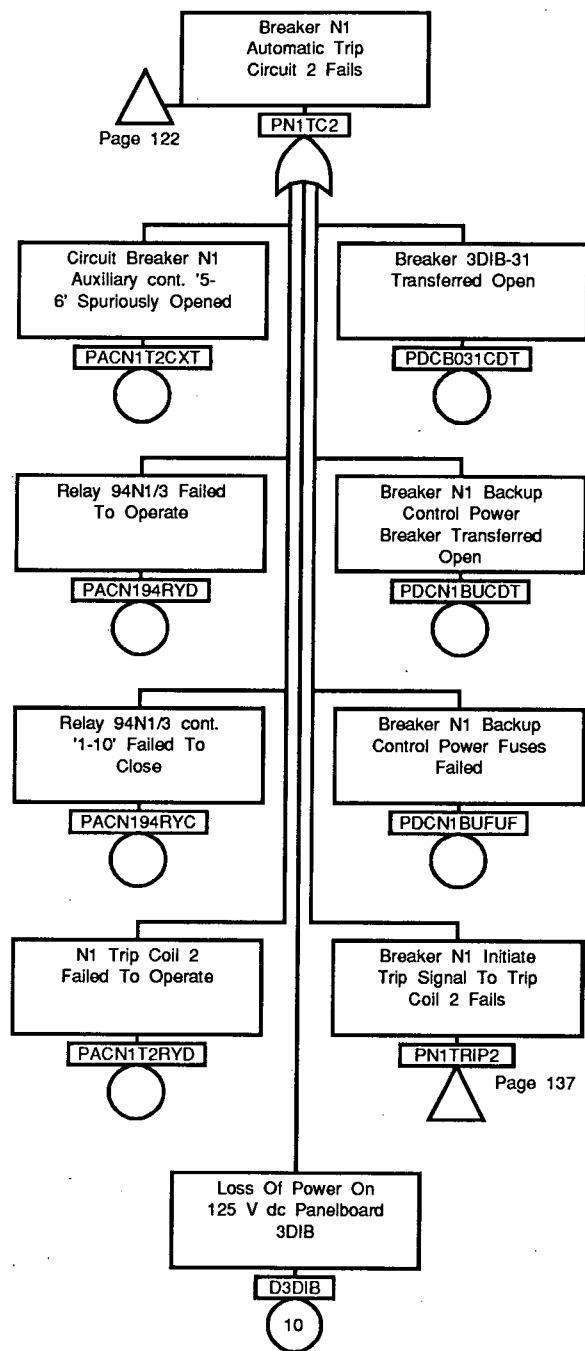 Breaker N1
Automatic Trip
Circuit 2 Fails
Page 122
PN1TC2
Circuit Breaker N1
Auxiliary cont. '5-
6' Spuriously Opened
PACN1T2CXT
Breaker 3DIB-31
Transferred Open
PDCB031CDT
Relay 94N1/3 Failed
To Operate
PACN194RYD
Breaker N1 Backup
Control Power
Breaker Transferred
Open
PDCN1BUCDT
Relay 94N1/3 cont.
'1-10' Failed To
Close
PACN194RYC
Breaker N1 Backup
Control Power Fuses
Failed
PDCN1BUFUF
N1 Trip Coil 2
Failed To Operate
PACN1T2RYD
Breaker N1 Initiate
Trip Signal To Trip
Coil 2 Fails
PN1TRIP2
Page 137
Loss Of Power On
125 V dc Panelboard
3DIB
D3DIB
10